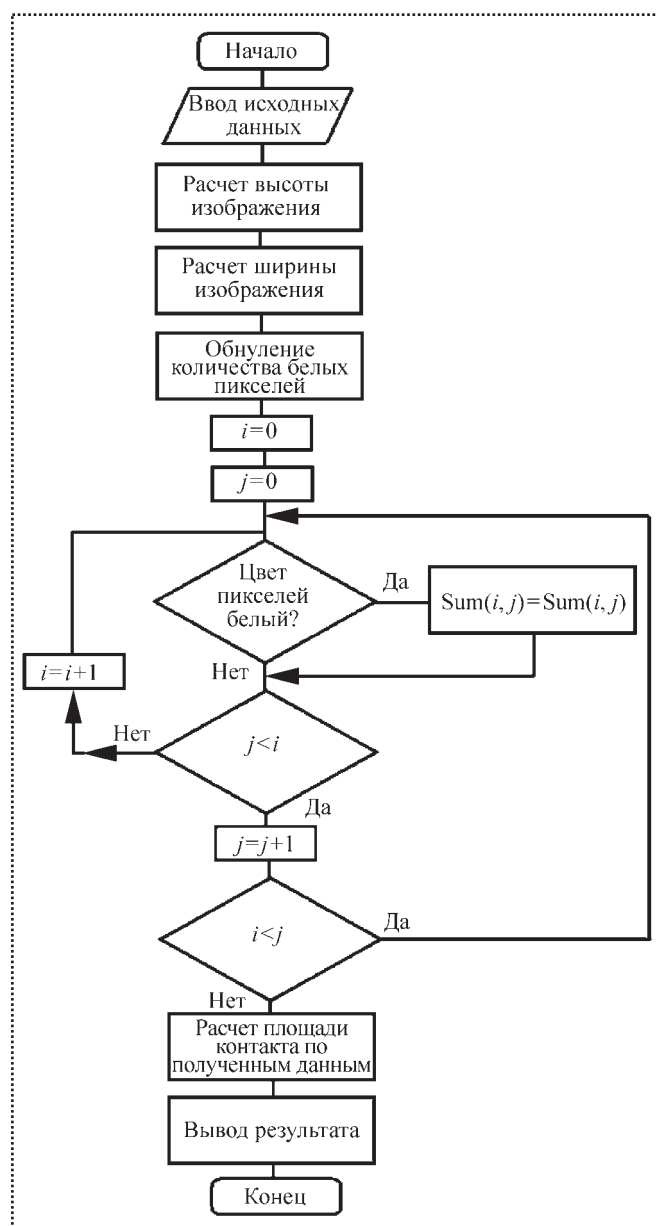 Начало
Ввод исходных
данных
Расчет высоты
изображения
Расчет ширины
изображения
Обнуление
количества белых
пикселей
i=0
j=0
Цвет
пикселей
белый?
Да
Sum(i, j)=Sum(i, j)
Нет
i=i+1
Нет
j<i
Да
j=j+1
i<j
Да
Нет
Расчет площади
контакта по
полученным данным
Вывод результата
Конец